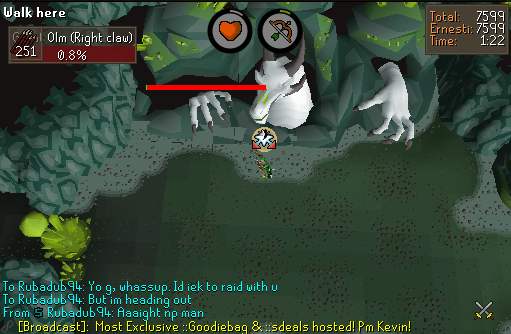 Walk here
Total: 7599
Ernesti: 7599
Time: 1:22
Olm (Right claw)
251
0.8%
To Rubadub94: Yo g, whassup. Id iek to raid with u
To Rubadub94: But im heading out
From S Rubadub94: Aaaight np man
[Broadcast]: Most Exclusive ::Goodiebag & ::sdeals hosted! Pm Kevin!